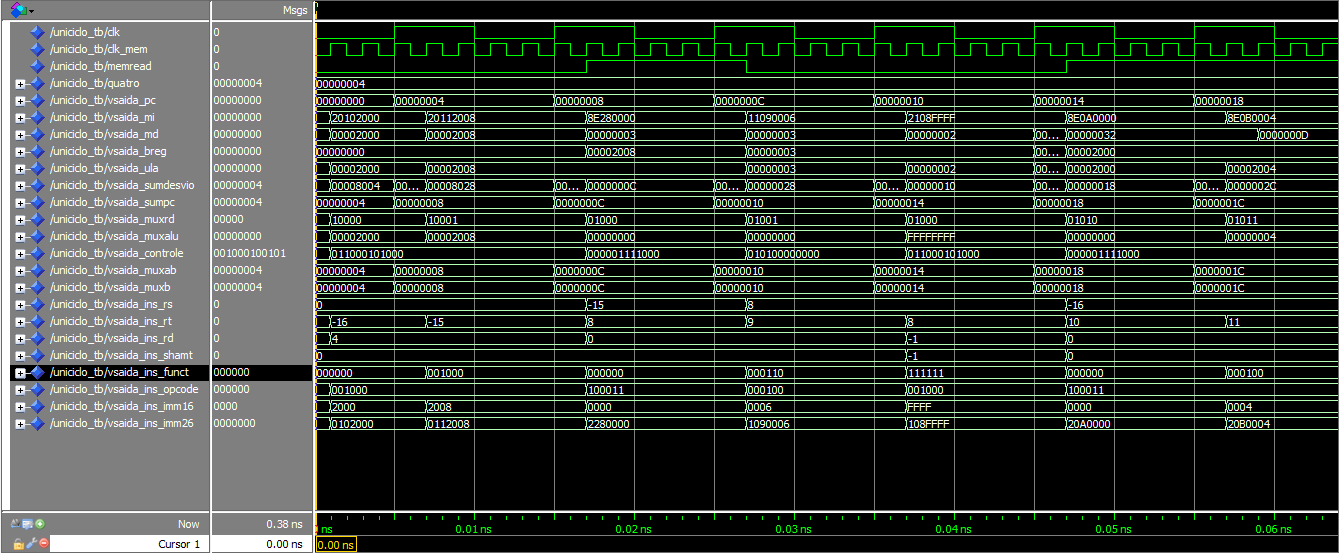 Msgs
/uniciclo_tb/clk 0
/uniciclo_tb/clk_mem 0
/uniciclo_tb/memread 0
/uniciclo_tb/quatro 00000004 00000004
/uniciclo_tb/vsaida_pc 00000000 00000000 00000004 00000008 0000000C 00000010 00000014 00000018
/uniciclo_tb/vsaida_mi 00000000 20102000 20112008 8E280000 11090006 2108FFFF 8E0A0000 8E0B0004
/uniciclo_tb/vsaida_md 00000000 00002000 00002008 00000003 00000003 00000002 00... 00000032 0000000D
/uniciclo_tb/vsaida_breg 00000000 00000000 00002008 00000003 00... 00002000
/uniciclo_tb/vsaida_ula 00000000 00002000 00002008 00000003 00000002 00... 00002000 00002004
/uniciclo_tb/vsaida_sumdesvio 00000004 00008004 00... 00008028 00... 0000000C 00... 00000028 00... 00000010 00... 00000018 00... 0000002C
/uniciclo_tb/vsaida_sumpc 00000004 00000004 00000008 0000000C 00000010 00000014 00000018 0000001C
/uniciclo_tb/vsaida_muxrd 00000 10000 10001 01000 01001 01000 01010 01011
/uniciclo_tb/vsaida_muxalu 00000000 00002000 00002008 00000000 00000000 FFFFFFFF 00000000 00000004
/uniciclo_tb/vsaida_controle 001000100101 011000101000 000001111000 010100000000 011000101000 000001111000
/uniciclo_tb/vsaida_muxab 00000004 00000004 00000008 0000000C 00000010 00000014 00000018 0000001C
/uniciclo_tb/vsaida_muxb 00000004 00000004 00000008 0000000C 00000010 00000014 00000018 0000001C
/uniciclo_tb/vsaida_ins_rs 0 0 -15 8 -16
/uniciclo_tb/vsaida_ins_rt 0 -16 -15 8 9 8 10 11
/uniciclo_tb/vsaida_ins_rd 0 4 0 -1 0
/uniciclo_tb/vsaida_ins_shamt 0 0 -1 0
/uniciclo_tb/vsaida_ins_funct 000000 000000 001000 000000 000110 111111 000000 000100
/uniciclo_tb/vsaida_ins_opcode 000000 001000 100011 000100 001000 100011
/uniciclo_tb/vsaida_ins_imm16 0000 2000 2008 0000 0006 FFFF 0000 0004
/uniciclo_tb/vsaida_ins_imm26 0000000 0102000 0112008 2280000 1090006 108FFFF 20A0000 20B0004
Now 0.38 ns ns 0.01 ns 0.02 ns 0.03 ns 0.04 ns 0.05 ns 0.06 ns
Cursor 1 0.00 ns 0.00 ns